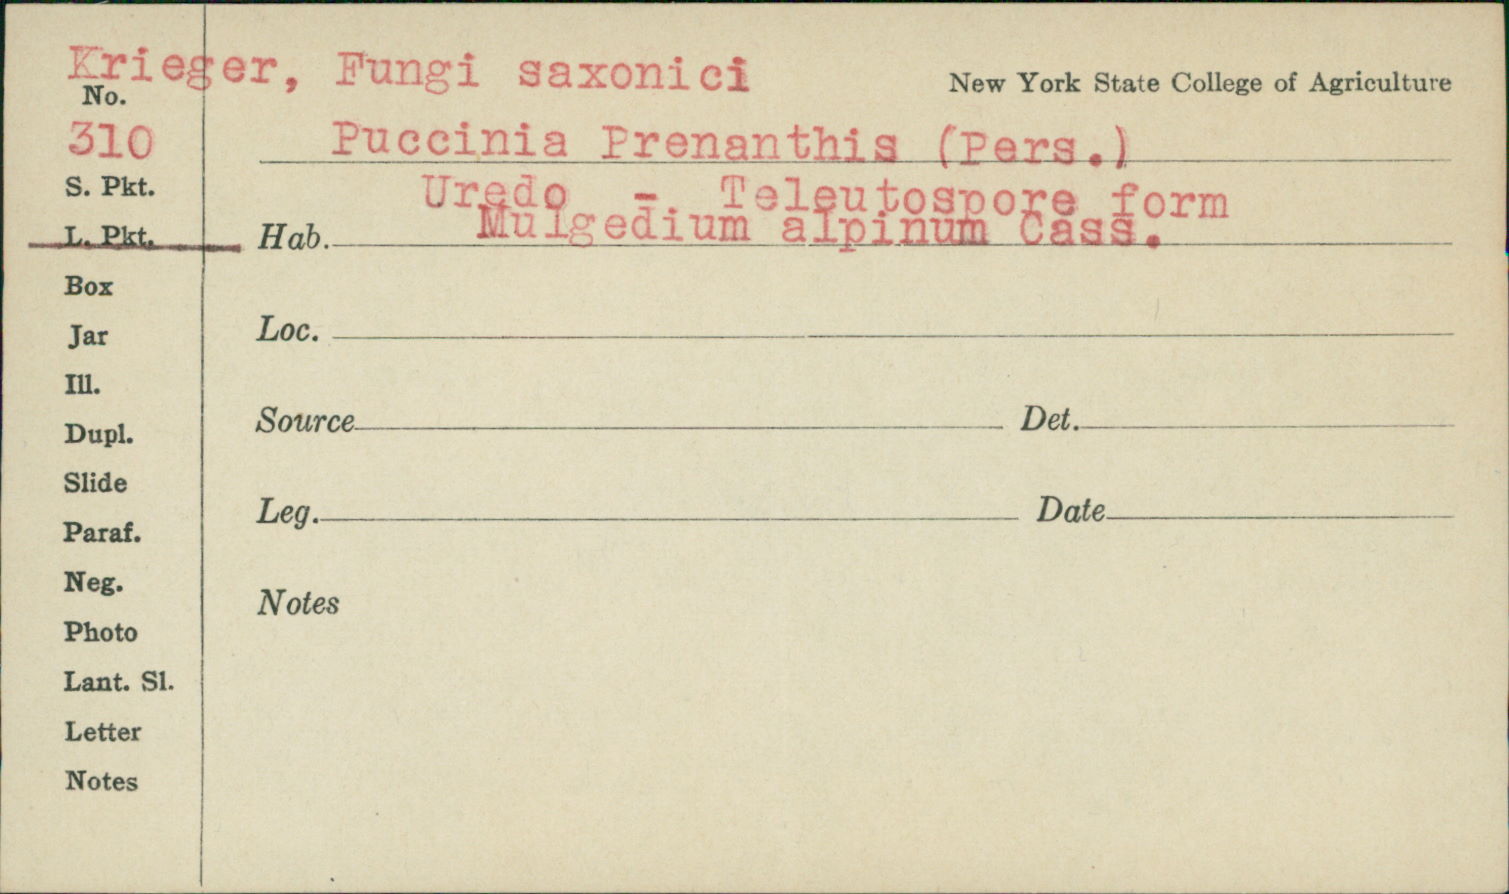 Krieger, Fungi saxonici
New York State College of Agriculture
No.
310
Puccinia Prenanthis (Pers.)
S. Pkt.
Uredo - Teleutospore form
L. Pkt.
Hab. Mulgedium alpinum Cass.
Box
Jar
Loc.
Ill.
Dupl.
Source Det.
Slide
Leg. Date
Paraf.
Neg.
Notes
Photo
Lant. Sl.
Letter
Notes